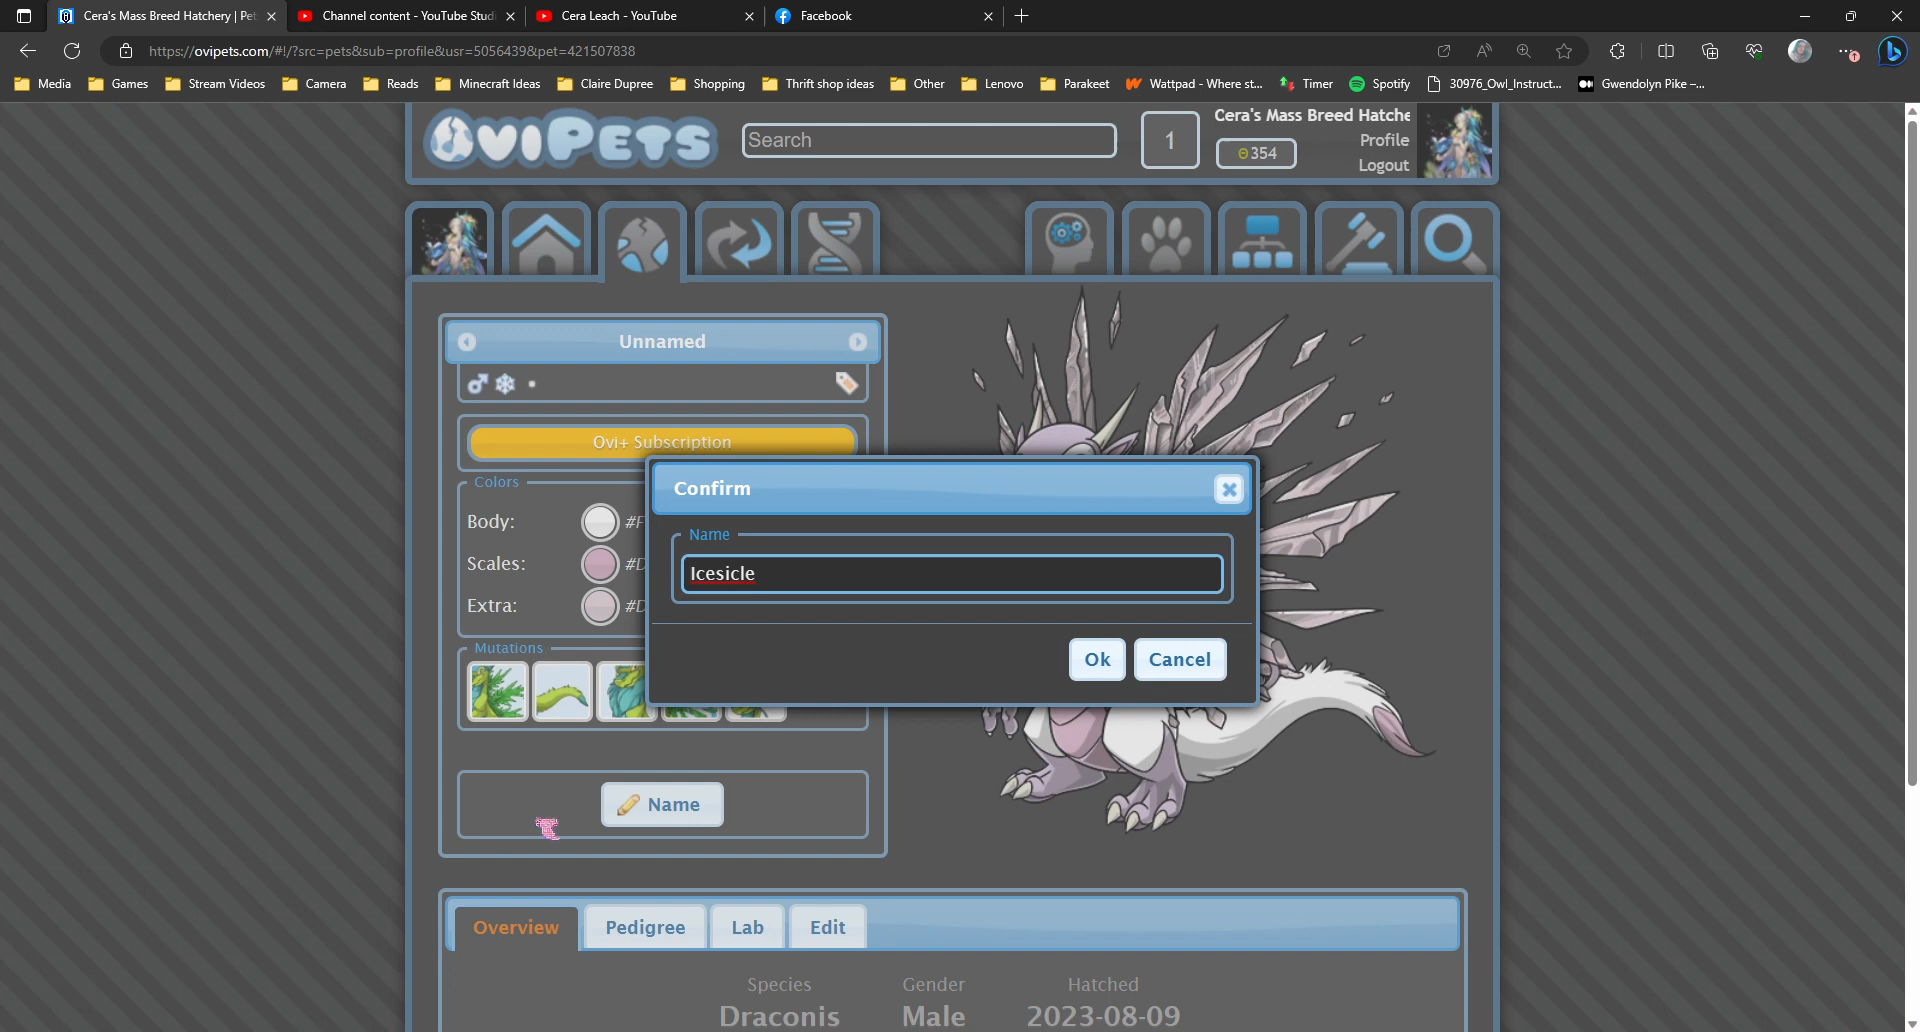 Cera's Mass Breed Hatchery | Pet
Channel content - YouTube Studi
Cera Leach - YouTube
Facebook
https://ovipets.com/#!/?src=pets&sub=profile&usr=5056439&pet=421507838
Media
Games
Stream Videos
Camera
Reads
Minecraft Ideas
Claire Dupree
Shopping
Thrift shop ideas
Other
Lenovo
Parakeet
Wattpad - Where st...
Timer
Spotify
30976_Owl_Instruct...
Gwendolyn Pike –...
OviPets
Search
1
Cera's Mass Breed Hatche
354
Profile
Logout
Unnamed
Ovi+ Subscription
Colors
Body:
#F
Scales:
#D
Extra:
#D
Mutations
Confirm
Name
Icesicle
Ok
Cancel
Name
Overview
Pedigree
Lab
Edit
Species
Gender
Hatched
Draconis
Male
2023-08-09